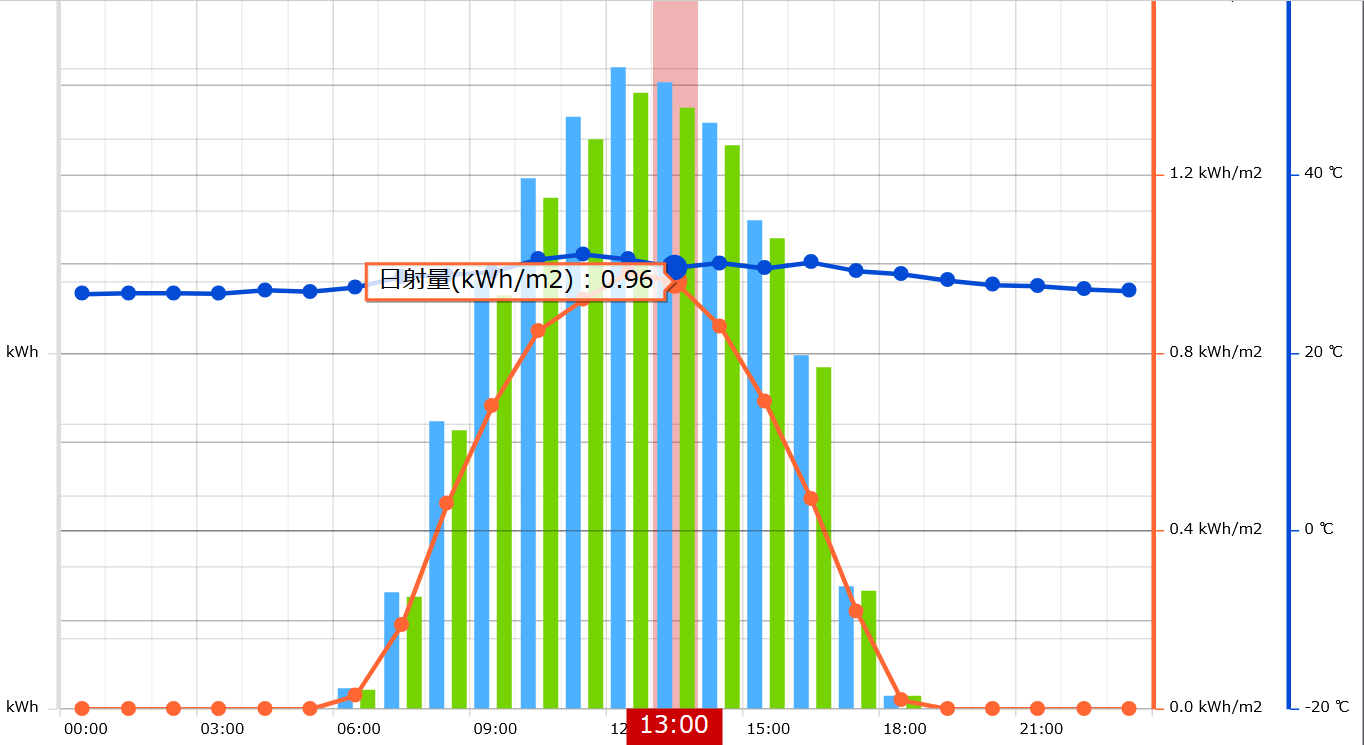 1.2 kWh/m2 40 ℃
日射量(kWh/m2) : 0.96
kWh 0.8 kWh/m2 20 ℃
0.4 kWh/m2 0 ℃
kWh 0.0 kWh/m2 -20 ℃
00:00 03:00 06:00 09:00 12 13:00 15:00 18:00 21:00